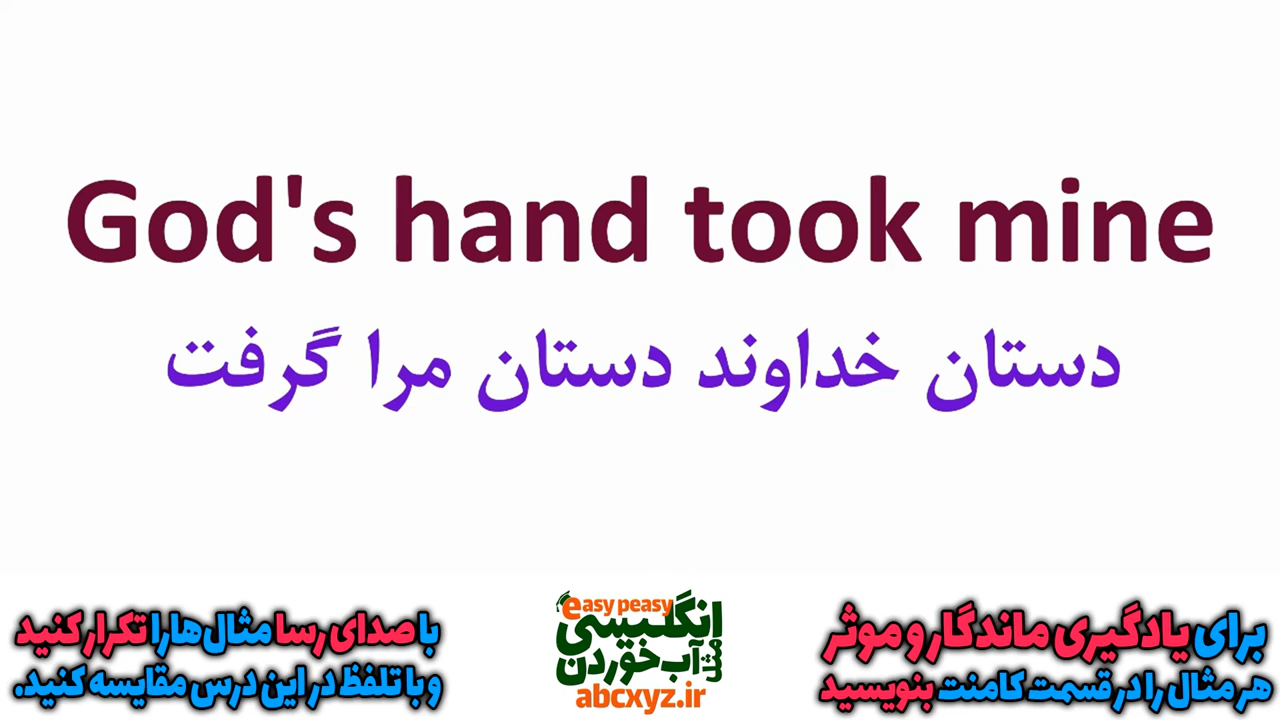 God's hand took mine
دستان خداوند دستان مرا گرفت
برای یادگیری ماندگار و موثر
هر مثال را در قسمت کامنت بنویسید
easy peasy
انگلیسی
مثل آب خوردن
abcxyz.ir
با صدای رسا مثال‌ها را تکرار کنید
و با تلفظ در این درس مقایسه کنید.